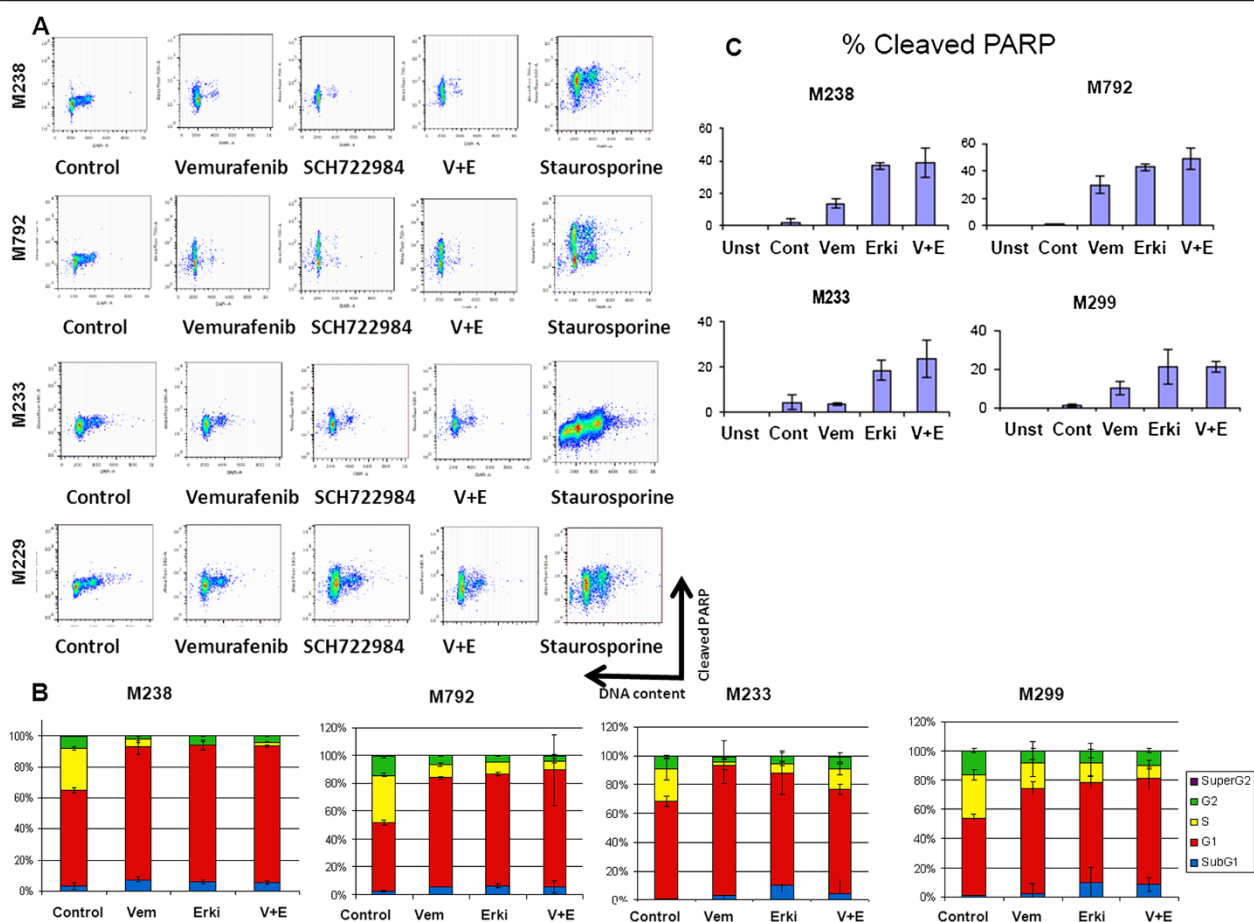 A
M238
Control
Vemurafenib
SCH722984
V+E
Staurosporine
M792
Control
Vemurafenib
SCH722984
V+E
Staurosporine
M233
Control
Vemurafenib
SCH722984
V+E
Staurosporine
M229
Control
Vemurafenib
SCH722984
V+E
Staurosporine
Cleaved PARP
DNA content
C
% Cleaved PARP
M238
60
40
20
0
Unst Cont Vem Erki V+E
M792
60
40
20
0
Unst Cont Vem Erki V+E
M233
40
20
0
Unst Cont Vem Erki V+E
M299
40
20
0
Unst Cont Vem Erki V+E
B
M238
100%
80%
60%
40%
20%
0%
Control Vem Erki V+E
M792
120%
100%
80%
60%
40%
20%
0%
Control Vem Erki V+E
M233
120%
100%
80%
60%
40%
20%
0%
Control Vem Erki V+E
M299
120%
100%
80%
60%
40%
20%
0%
Control Vem Erki V+E
SuperG2
G2
S
G1
SubG1